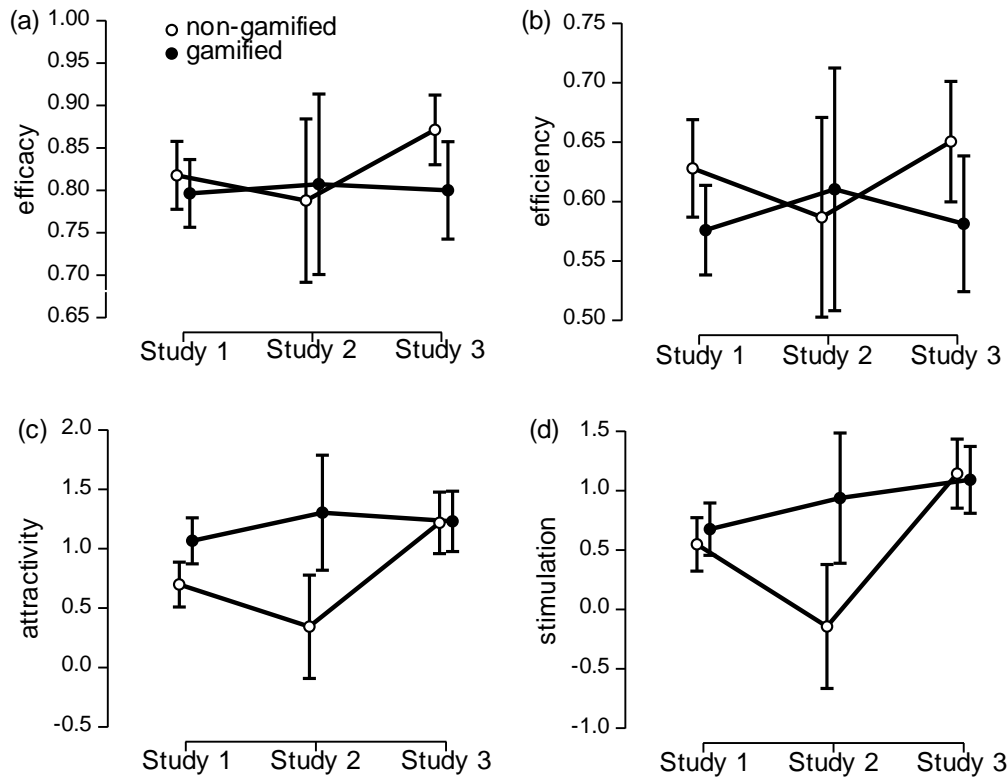 (a)
non-gamified
gamified
efficacy
1.00
0.95
0.90
0.85
0.80
0.75
0.70
0.65
Study 1 Study 2 Study 3
(b)
efficiency
0.75
0.70
0.65
0.60
0.55
0.50
Study 1 Study 2 Study 3
(c)
attractivity
2.0
1.5
1.0
0.5
0.0
-0.5
Study 1 Study 2 Study 3
(d)
stimulation
1.5
1.0
0.5
0.0
-0.5
-1.0
Study 1 Study 2 Study 3